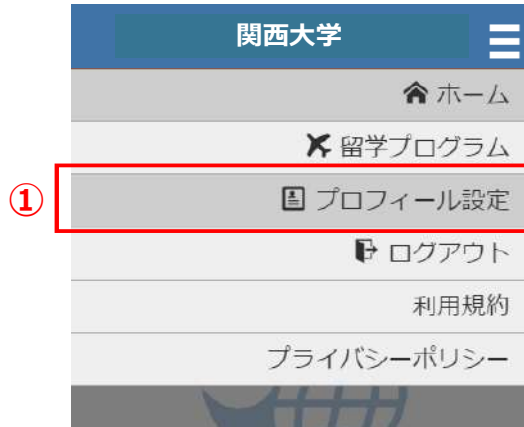 関西大学
ホーム
留学プログラム
① プロフィール設定
ログアウト
利用規約
プライバシーポリシー